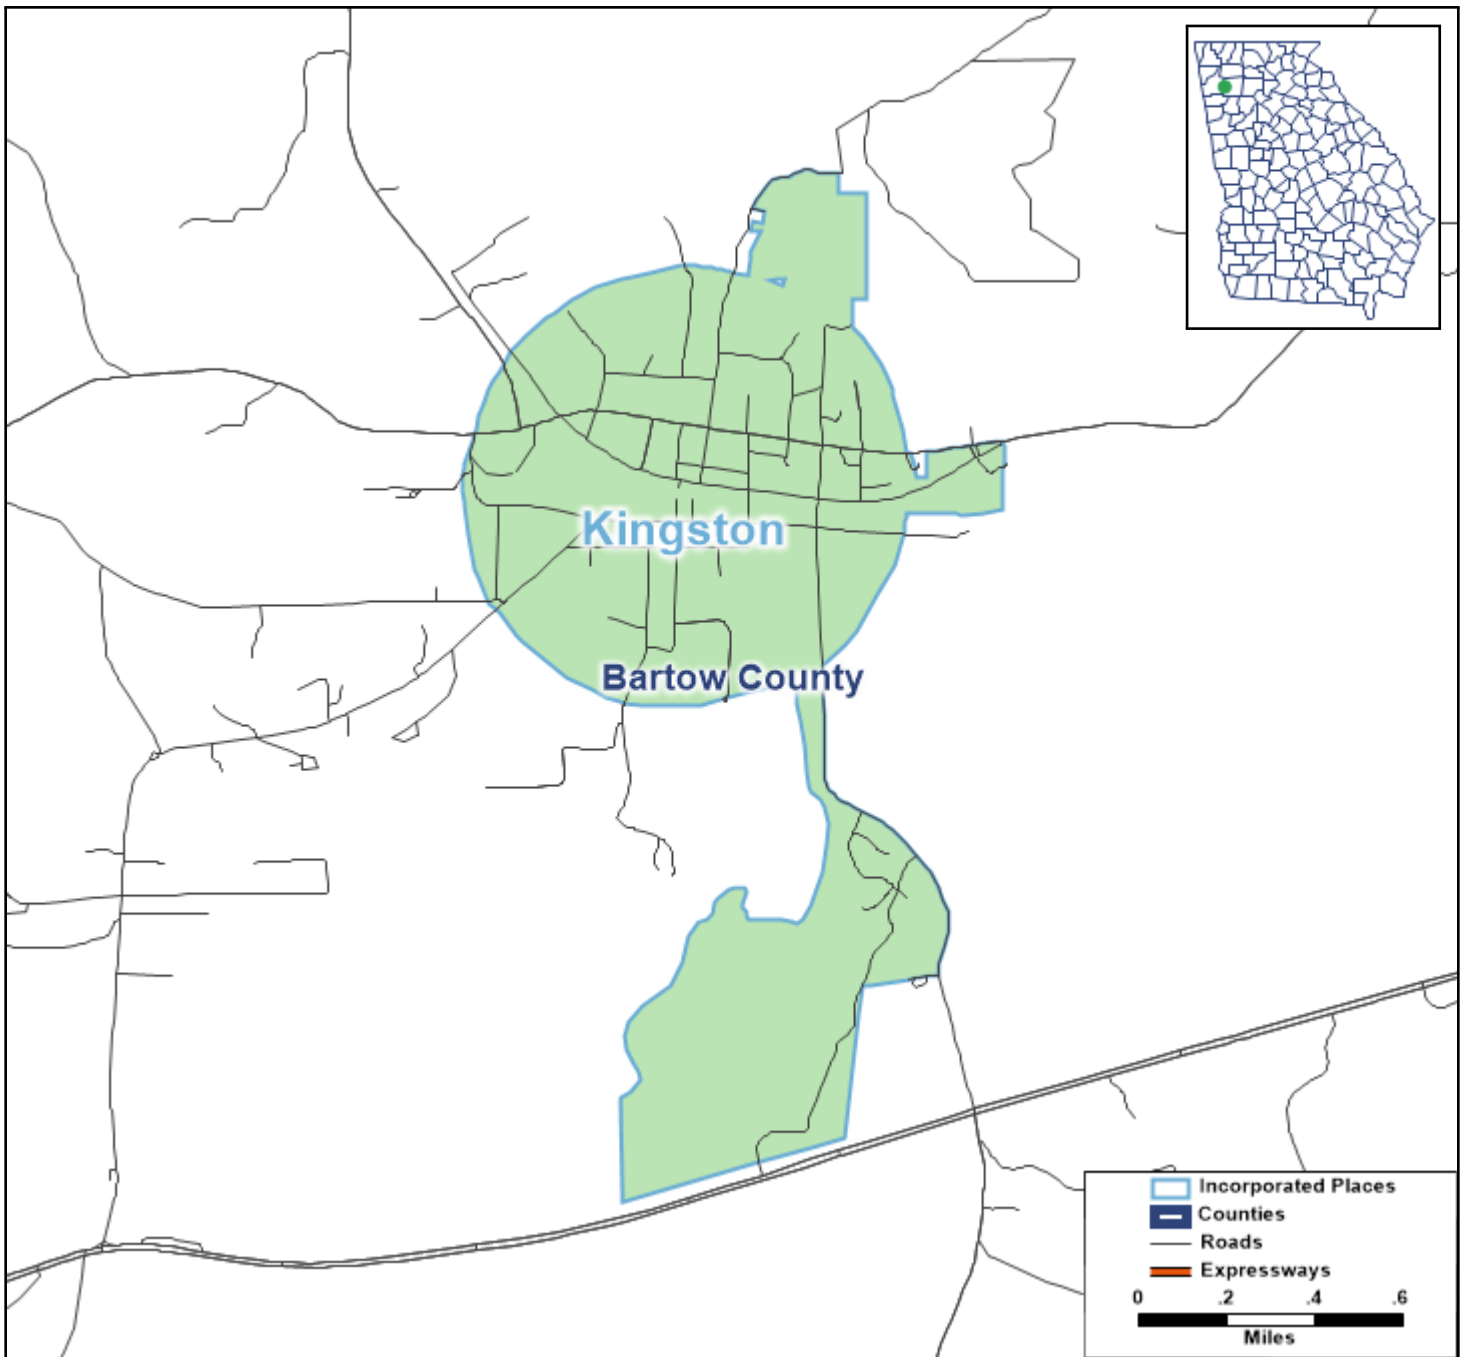 Kingston
Bartow County
Incorporated Places
Counties
Roads
Expressways
0 .2 .4 .6
Miles